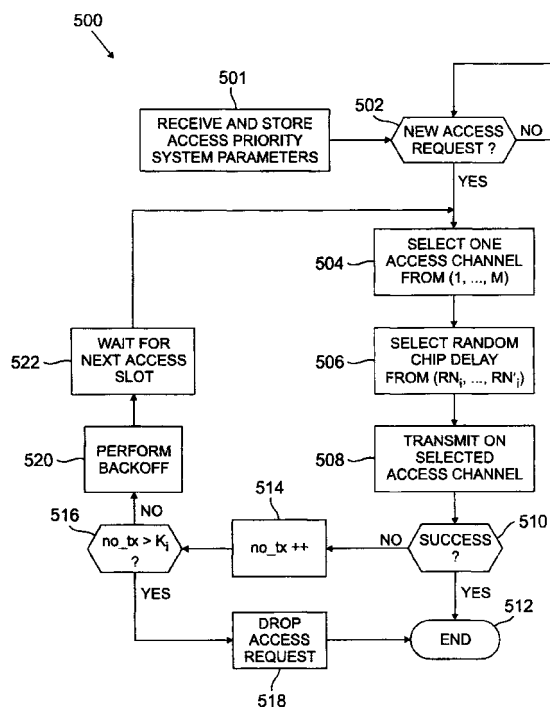 500
501
RECEIVE AND STORE
ACCESS PRIORITY
SYSTEM PARAMETERS
502
NEW ACCESS
REQUEST ?
NO
YES
504
SELECT ONE
ACCESS CHANNEL
FROM (1, ..., M)
522
WAIT FOR
NEXT ACCESS
SLOT
506
SELECT RANDOM
CHIP DELAY
FROM (RNi, ..., RN'i)
520
PERFORM
BACKOFF
508
TRANSMIT ON
SELECTED
ACCESS CHANNEL
516
NO
no_tx > Ki
?
YES
514
no_tx ++
NO
510
SUCCESS
?
YES
518
DROP
ACCESS
REQUEST
512
END